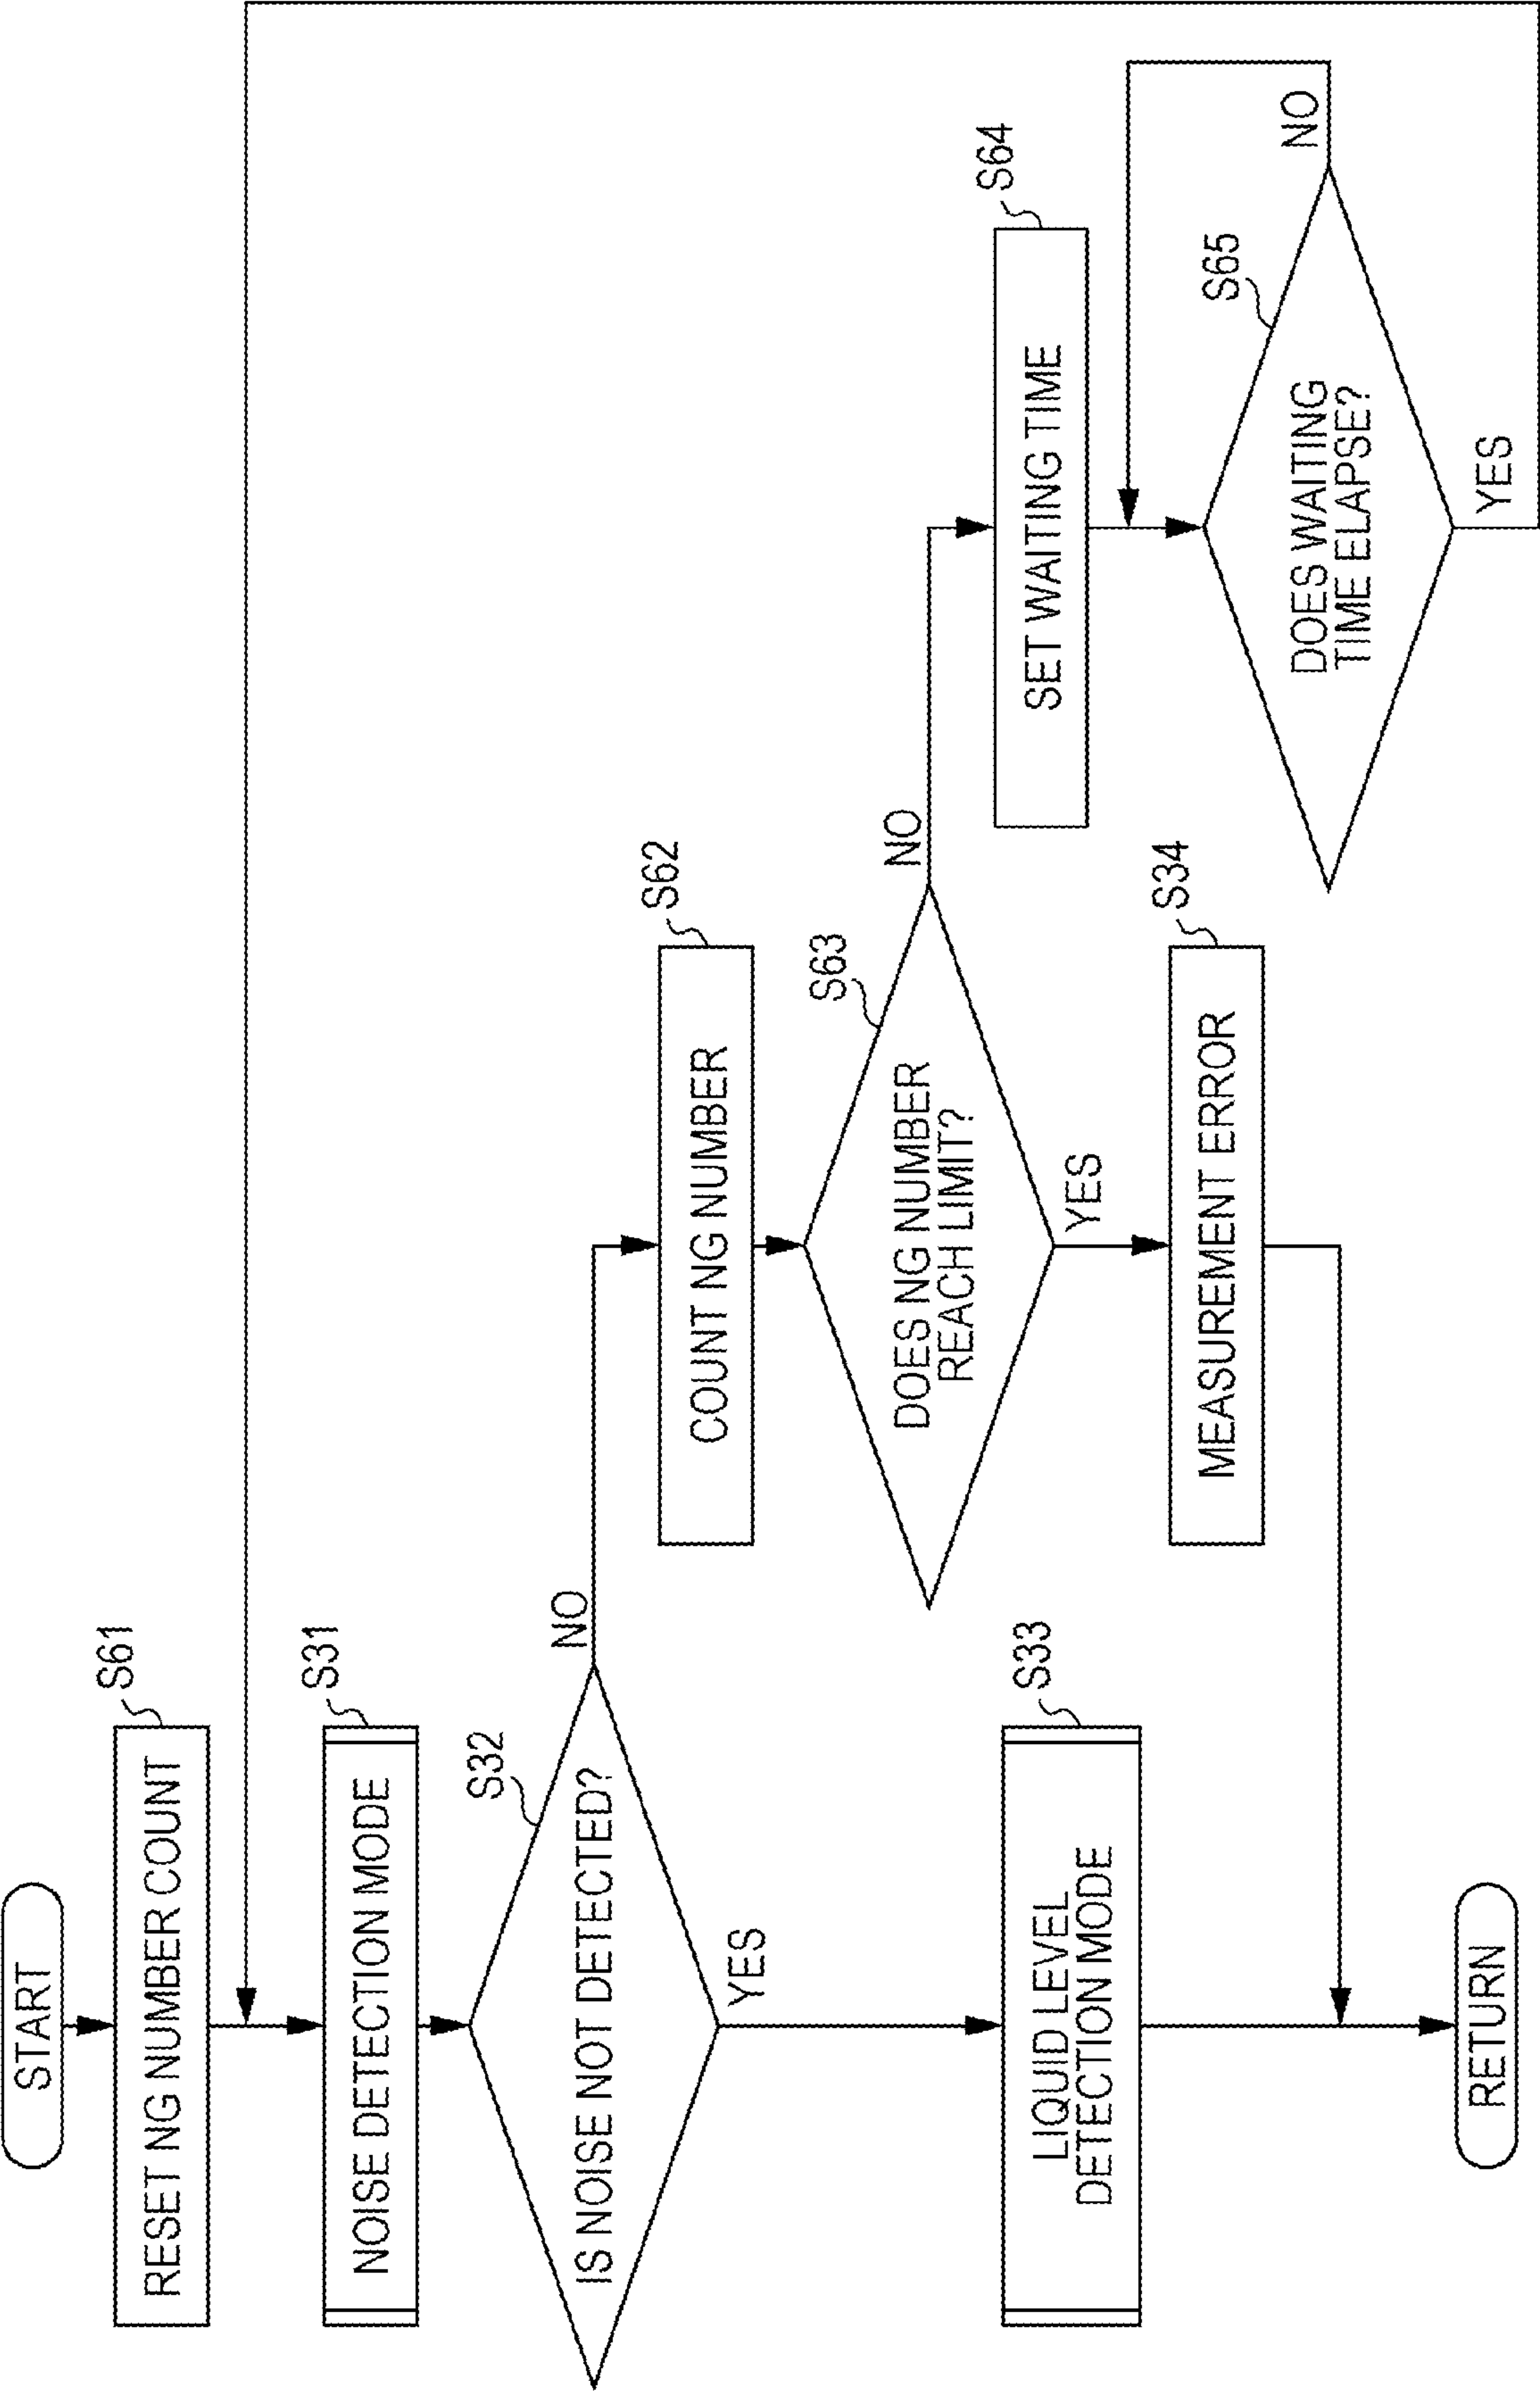 START
S61
RESET NG NUMBER COUNT
S31
NOISE DETECTION MODE
S32
IS NOISE NOT DETECTED?
NO
YES
S62
COUNT NG NUMBER
S63
DOES NG NUMBER
REACH LIMIT?
NO
YES
S64
SET WAITING TIME
S65
DOES WAITING
TIME ELAPSE?
NO
YES
S33
LIQUID LEVEL
DETECTION MODE
S34
MEASUREMENT ERROR
RETURN